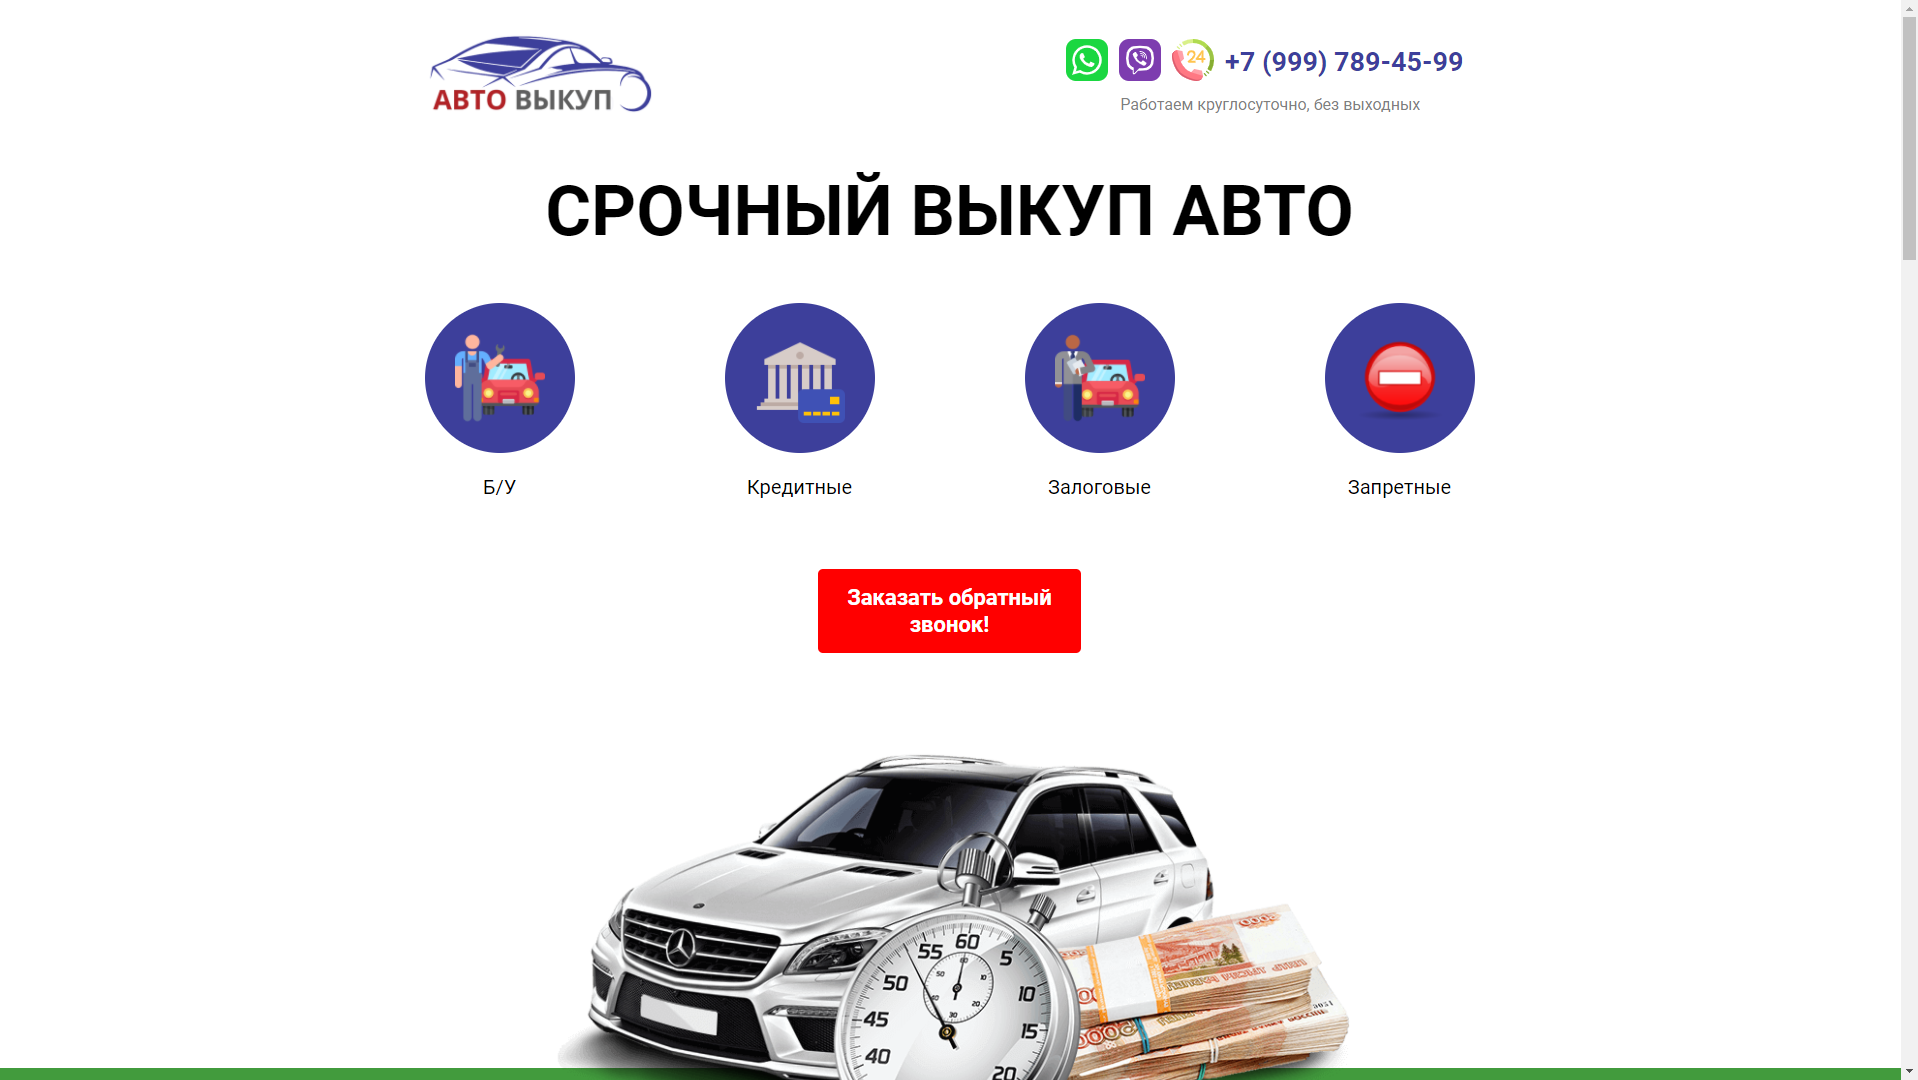 АВТО ВЫКУП
24
+7 (999) 789-45-99
Работаем круглосуточно, без выходных
СРОЧНЫЙ ВЫКУП АВТО
Б/У
Кредитные
Залоговые
Запретные
Заказать обратный
звонок!
60
55
5
50
10
45
15
40
20